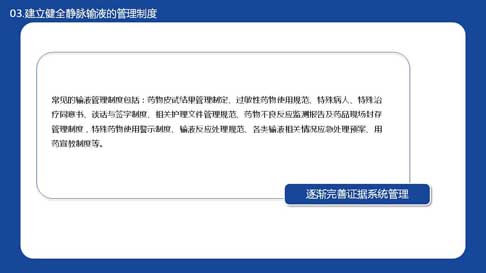 03.建立健全静脉输液的管理制度
常见的输液管理制度包括：药物皮试结果管理制定、过敏性药物使用规范、特殊病人、特殊治
疗同意书、谈话与签字制度、相关护理文件管理规范、药物不良反应监测报告及药品现场封存
管理制度，特殊药物使用警示制度、输液反应处理规范、各类输液相关情况应急处理预案、用
药宣教制度等。
逐渐完善证据系统管理